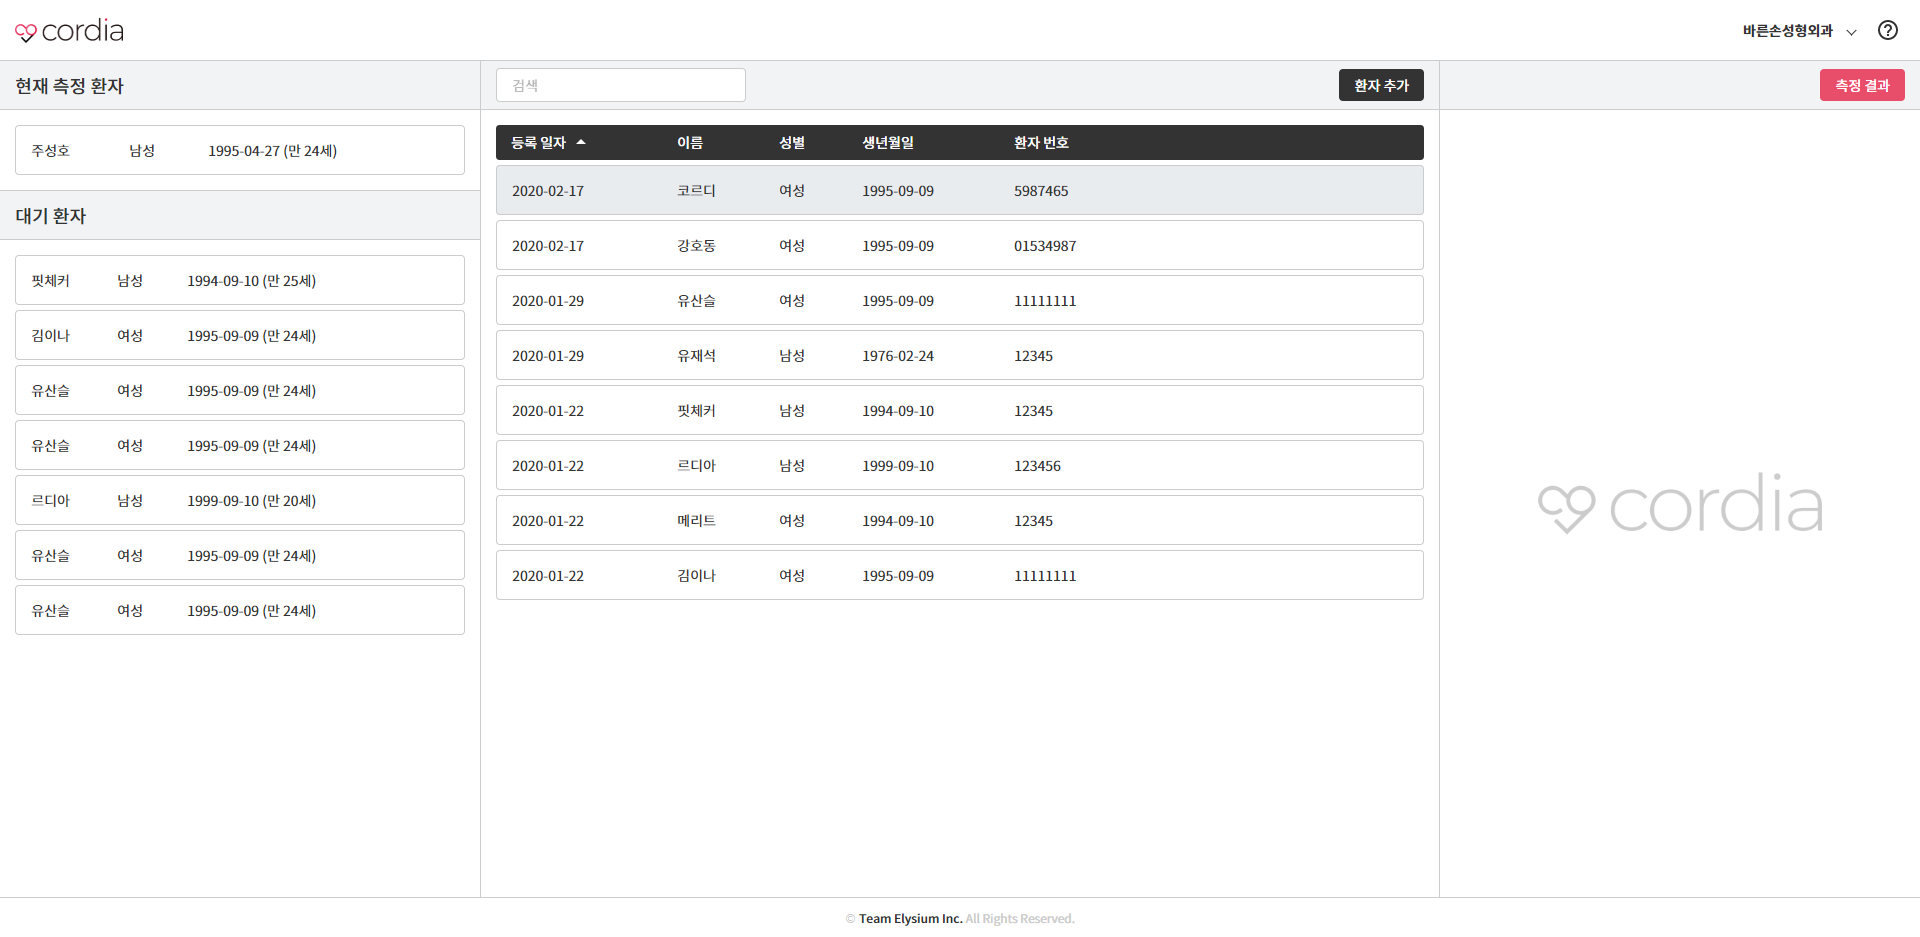 cordia
바른손성형외과
현재 측정 환자
검색
환자 추가
측정 결과
주성호 남성 1995-04-27 (만 24세)
대기 환자
핏체커 남성 1994-09-10 (만 25세)
김이나 여성 1995-09-09 (만 24세)
유산슬 여성 1995-09-09 (만 24세)
유산슬 여성 1995-09-09 (만 24세)
르디아 남성 1999-09-10 (만 20세)
유산슬 여성 1995-09-09 (만 24세)
유산슬 여성 1995-09-09 (만 24세)
등록 일자 이름 성별 생년월일 환자 번호
2020-02-17 코르디 여성 1995-09-09 5987465
2020-02-17 강호동 여성 1995-09-09 01534987
2020-01-29 유산슬 여성 1995-09-09 11111111
2020-01-29 유재석 남성 1976-02-24 12345
2020-01-22 핏체커 남성 1994-09-10 12345
2020-01-22 르디아 남성 1999-09-10 123456
2020-01-22 메리트 여성 1994-09-10 12345
2020-01-22 김이나 여성 1995-09-09 11111111
cordia
© Team Elysium Inc. All Rights Reserved.